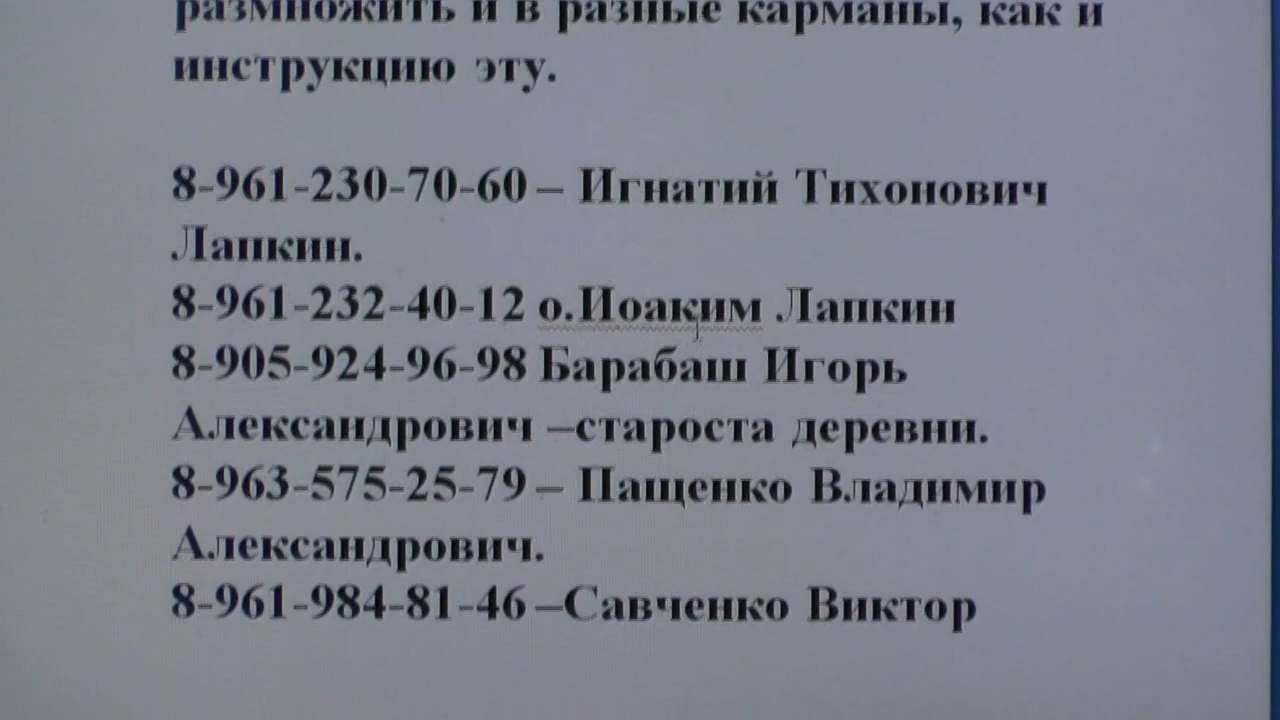 размножить и в разные карманы, как и
инструкцию эту.
8-961-230-70-60 – Игнатий Тихонович
Лапкин.
8-961-232-40-12 о.Иоаким Лапкин
8-905-924-96-98 Барабаш Игорь
Александрович –староста деревни.
8-963-575-25-79 – Пащенко Владимир
Александрович.
8-961-984-81-46 –Савченко Виктор